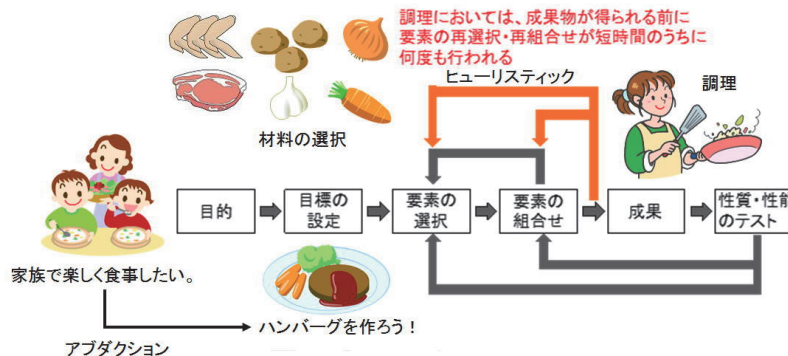 調理においては、成果物が得られる前に
要素の再選択・再組合せが短時間のうちに
何度も行われる
ヒューリスティック
調理
材料の選択
目的
目標の
設定
要素の
選択
要素の
組合せ
成果
性質・性能
のテスト
家族で楽しく食事したい。
ハンバーグを作ろう！
アブダクション